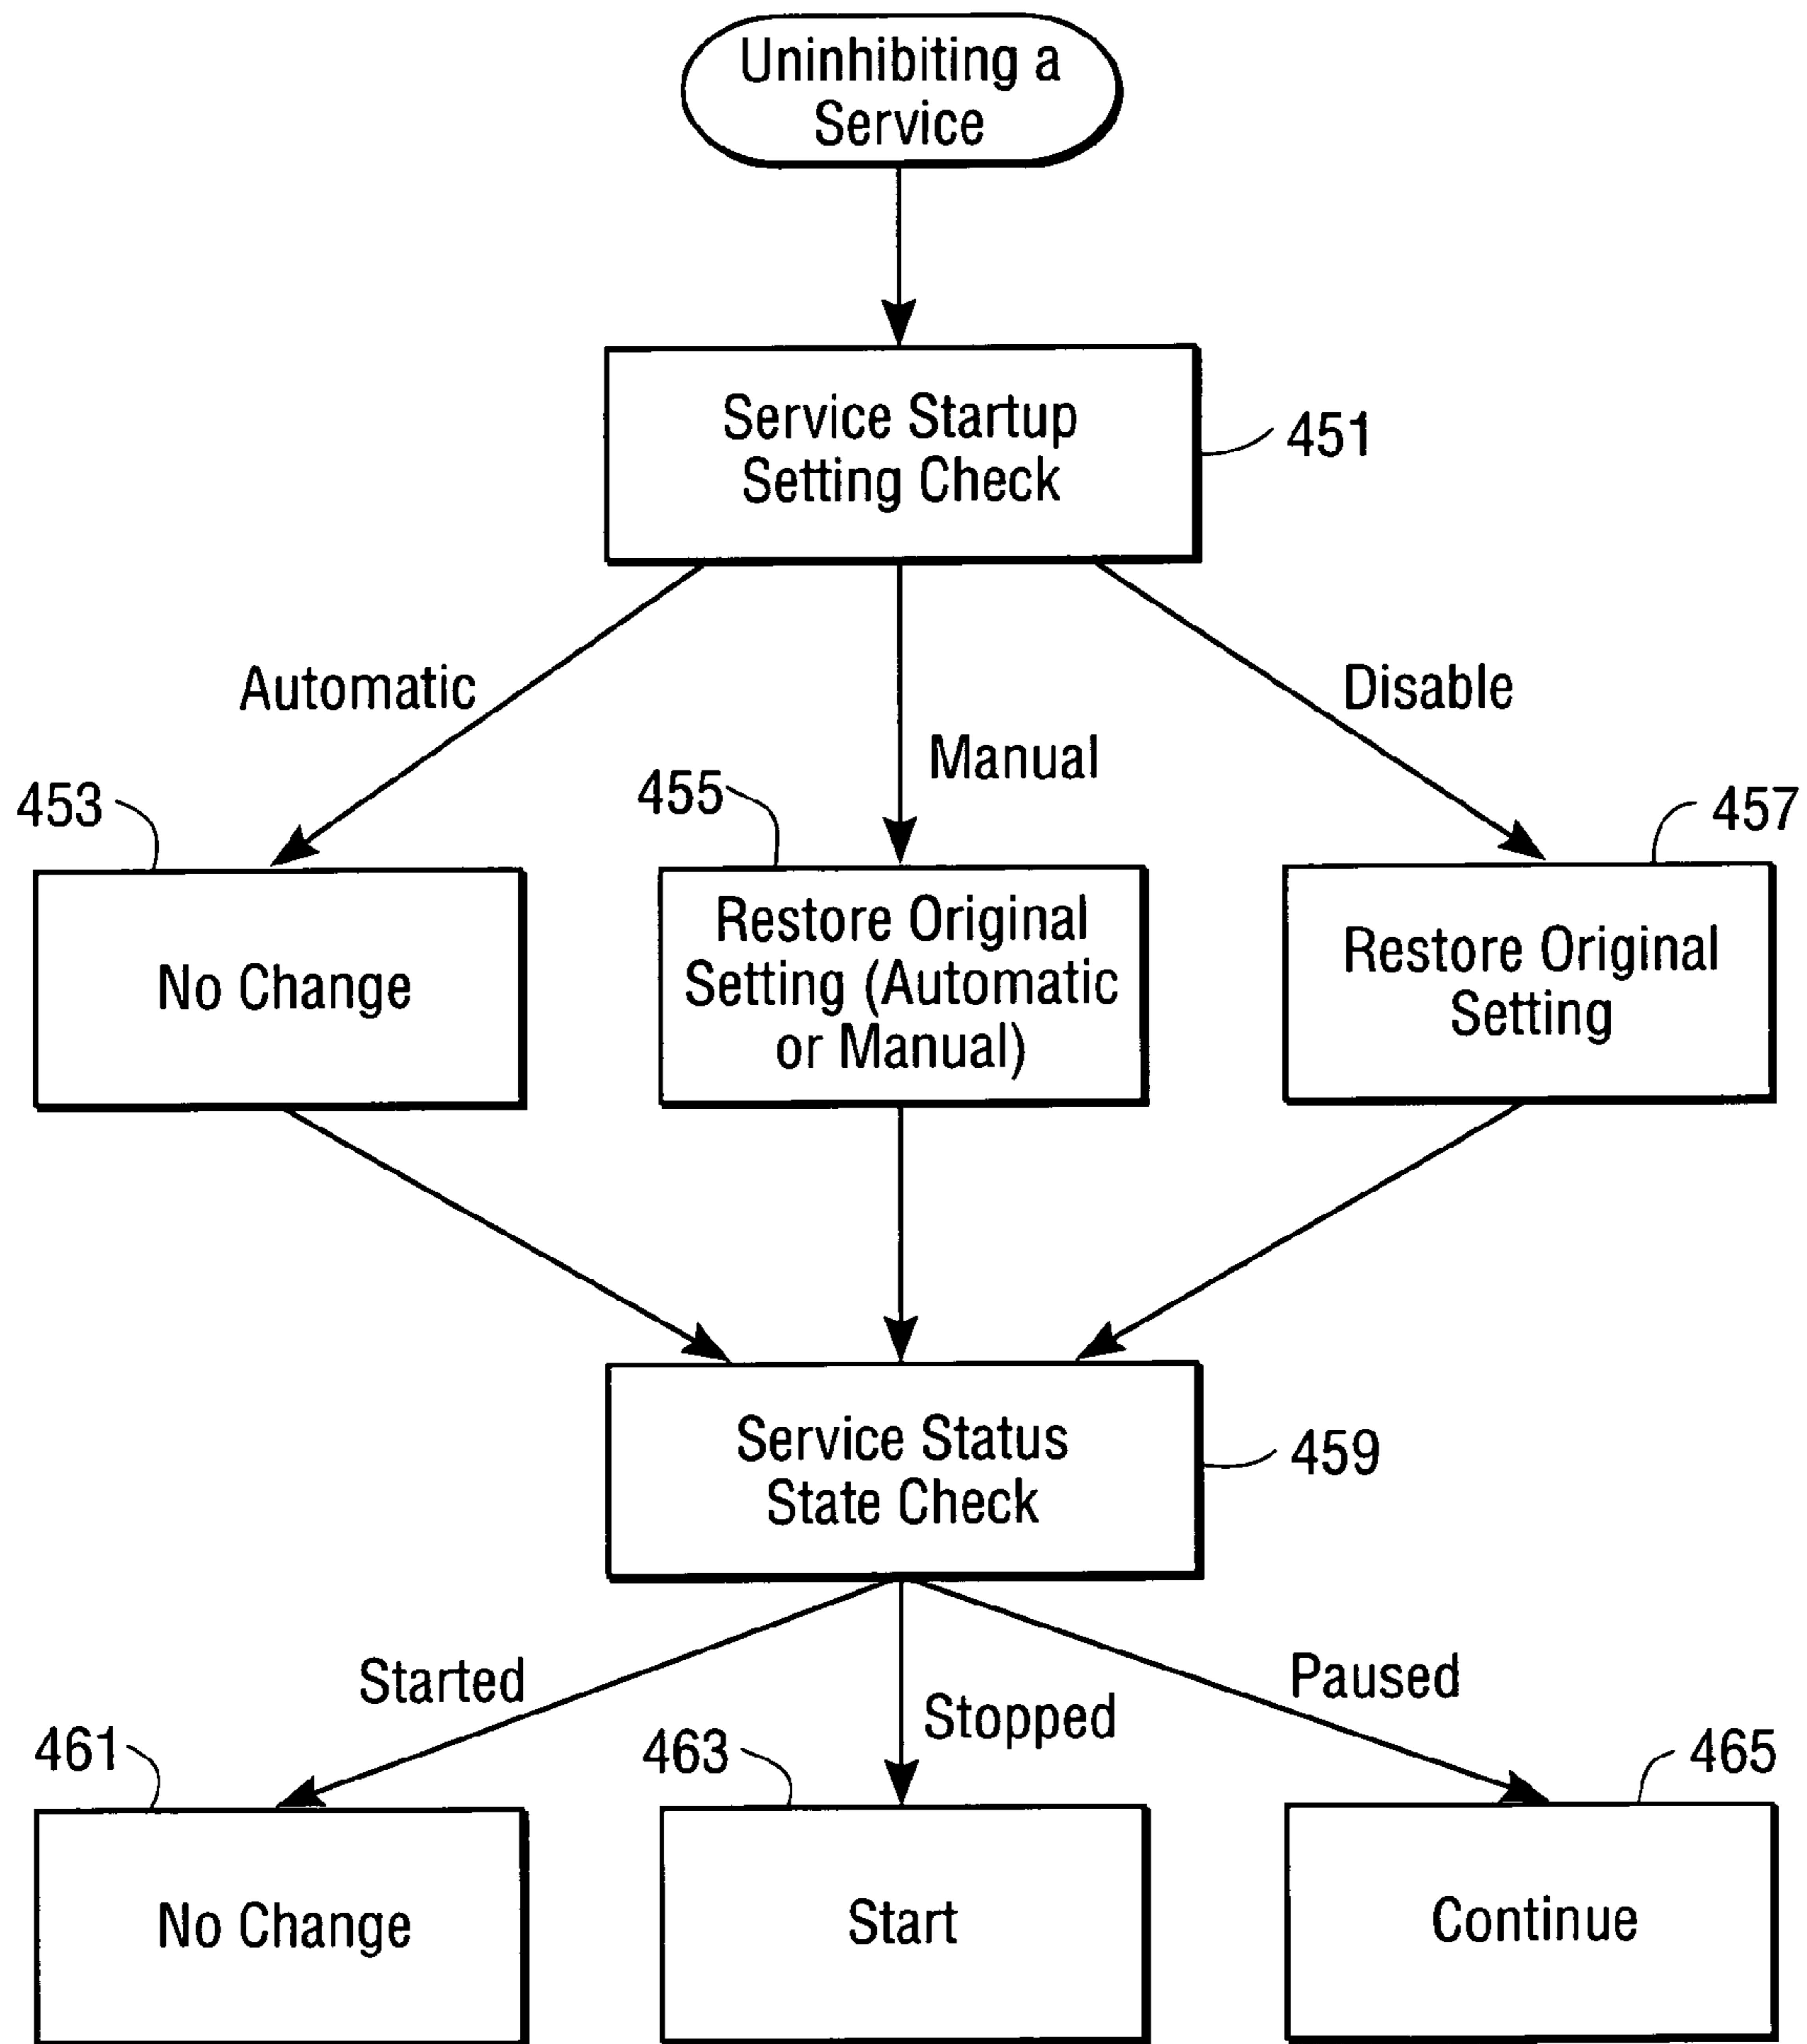 Uninhibiting a
Service
Service Startup
Setting Check
451
Automatic
Manual
Disable
453
455
457
No Change
Restore Original
Setting (Automatic
or Manual)
Restore Original
Setting
Service Status
State Check
459
Started
Stopped
Paused
461
463
465
No Change
Start
Continue